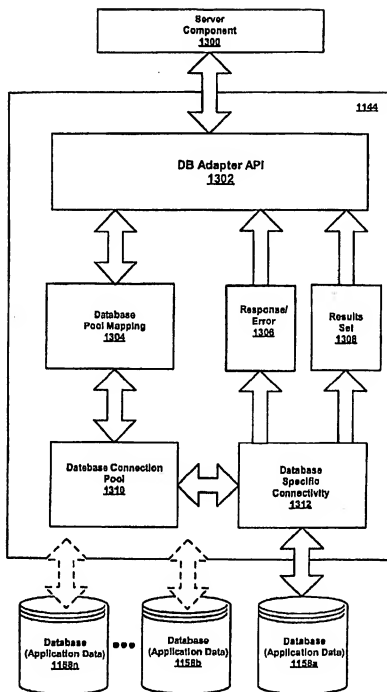 Server
Component
1300
1144
DB Adapter API
1302
Database
Pool Mapping
1304
Response/
Error
1306
Results
Set
1308
Database Connection
Pool
1310
Database
Specific
Connectivity
1312
Database
(Application Data)
1158n
•••
Database
(Application Data)
1158b
Database
(Application Data)
1158a